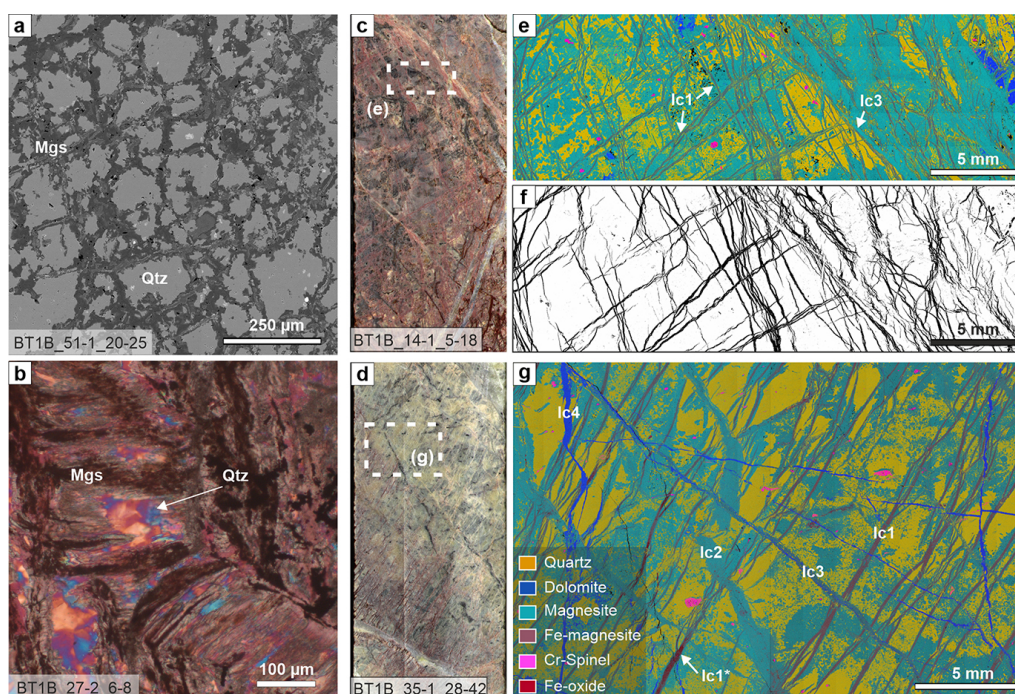 a
Mgs
Qtz
250 µm
BT1B_51-1_20-25
b
Mgs
Qtz
100 µm
BT1B_27-2_6-8
c
(e)
BT1B_14-1_5-18
d
(g)
BT1B_35-1_28-42
e
Ic1
Ic3
5 mm
f
5 mm
g
Ic4
Ic1
Ic2
Ic3
Quartz
Dolomite
Magnesite
Fe-magnesite
Cr-Spinel
Fe-oxide
Ic1*
5 mm